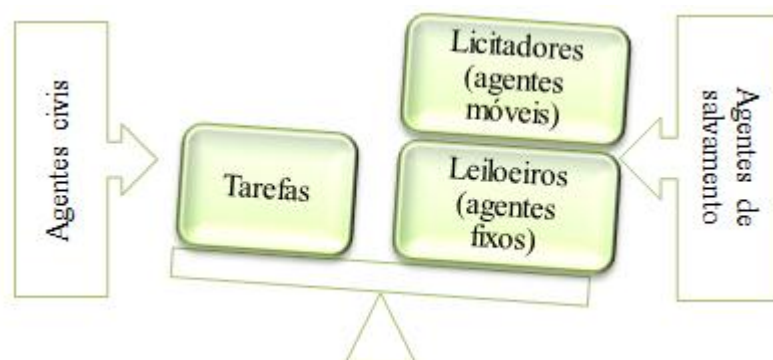 Agentes civis
Tarefas
Licitadores
(agentes
móveis)
Leiloeiros
(agentes
fixos)
Agentes de
salvamento